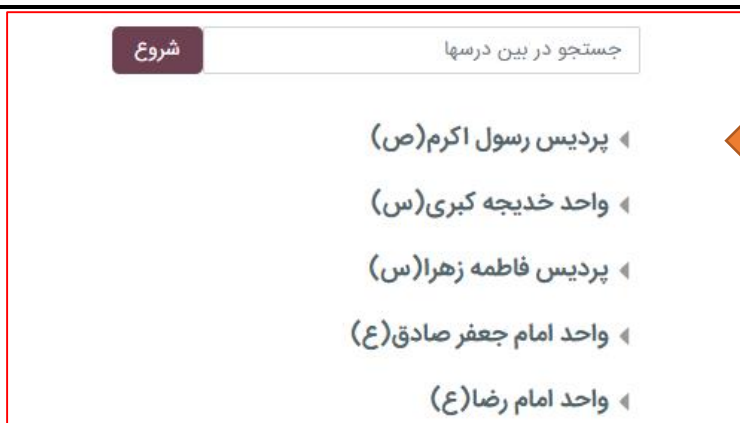 جستجو در بین درسها شروع
پردیس رسول اکرم(ص)
واحد خدیجه کبری(س)
پردیس فاطمه زهرا(س)
واحد امام جعفر صادق(ع)
واحد امام رضا(ع)